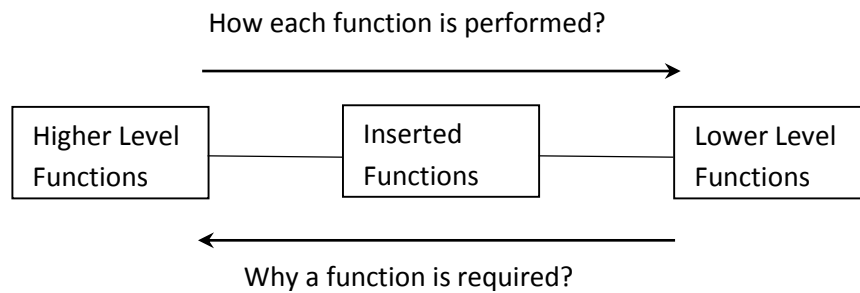 How each function is performed?
Higher Level
Functions
Inserted
Functions
Lower Level
Functions
Why a function is required?